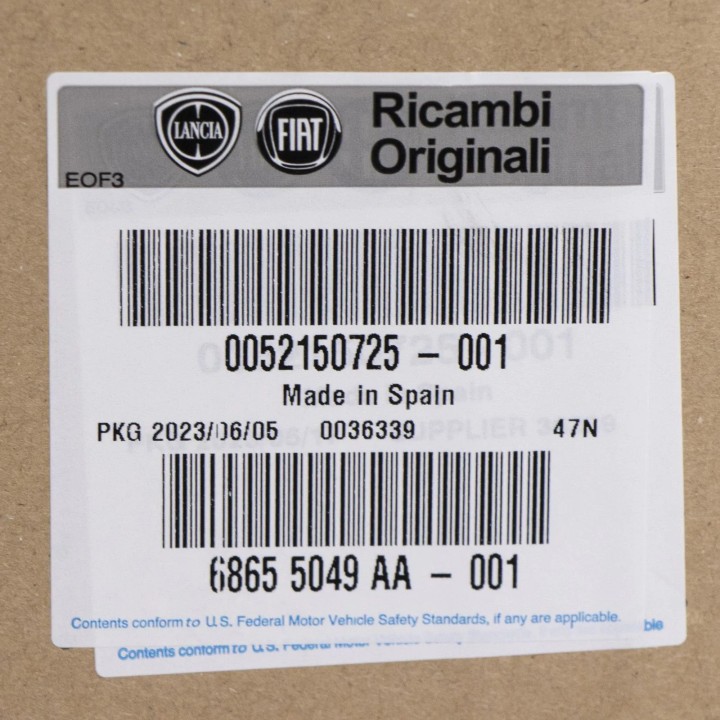 LANCIA FIAT Ricambi
Originali
EOF3
0052150725 - 001
Made in Spain
PKG 2023/06/05 0036339 47N
6865 5049 AA - 001
Contents conform to U.S. Federal Motor Vehicle Safety Standards, if any are applicable.
Contents conform to U.S. Federal Motor Vehicle